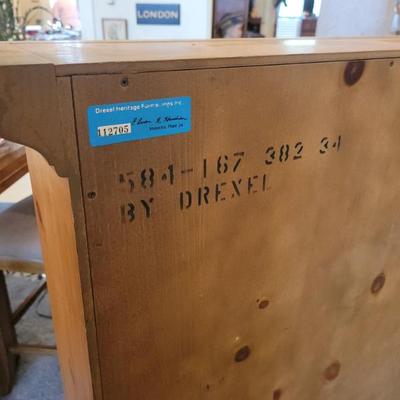 LONDON
Drexel Heritage Furnishings Inc.
112705
584-167 382 34
BY DREXEL